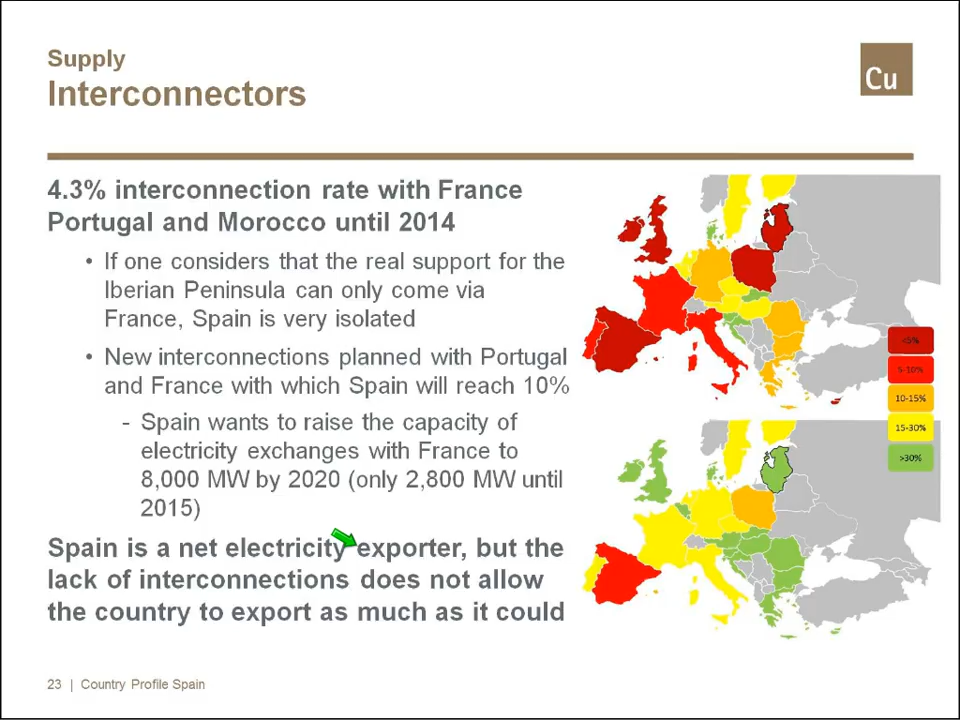 Supply
Interconnectors
Cu
4.3% interconnection rate with France
Portugal and Morocco until 2014
• If one considers that the real support for the
Iberian Peninsula can only come via
France, Spain is very isolated
• New interconnections planned with Portugal
and France with which Spain will reach 10%
- Spain wants to raise the capacity of
electricity exchanges with France to
8,000 MW by 2020 (only 2,800 MW until
2015)
Spain is a net electricity exporter, but the
lack of interconnections does not allow
the country to export as much as it could
<5%
5-10%
10-15%
15-30%
>30%
23 | Country Profile Spain